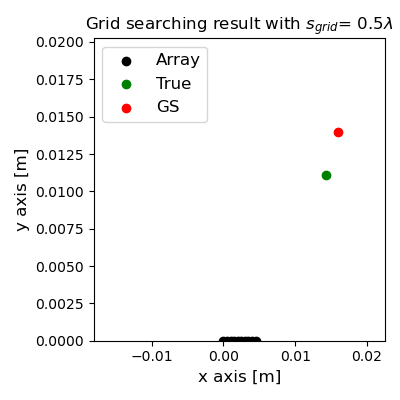 Grid searching result with s_grid= 0.5λ
Array
True
GS
0.0200
0.0175
0.0150
0.0125
0.0100
0.0075
0.0050
0.0025
0.0000
y axis [m]
−0.01 0.00 0.01 0.02
x axis [m]